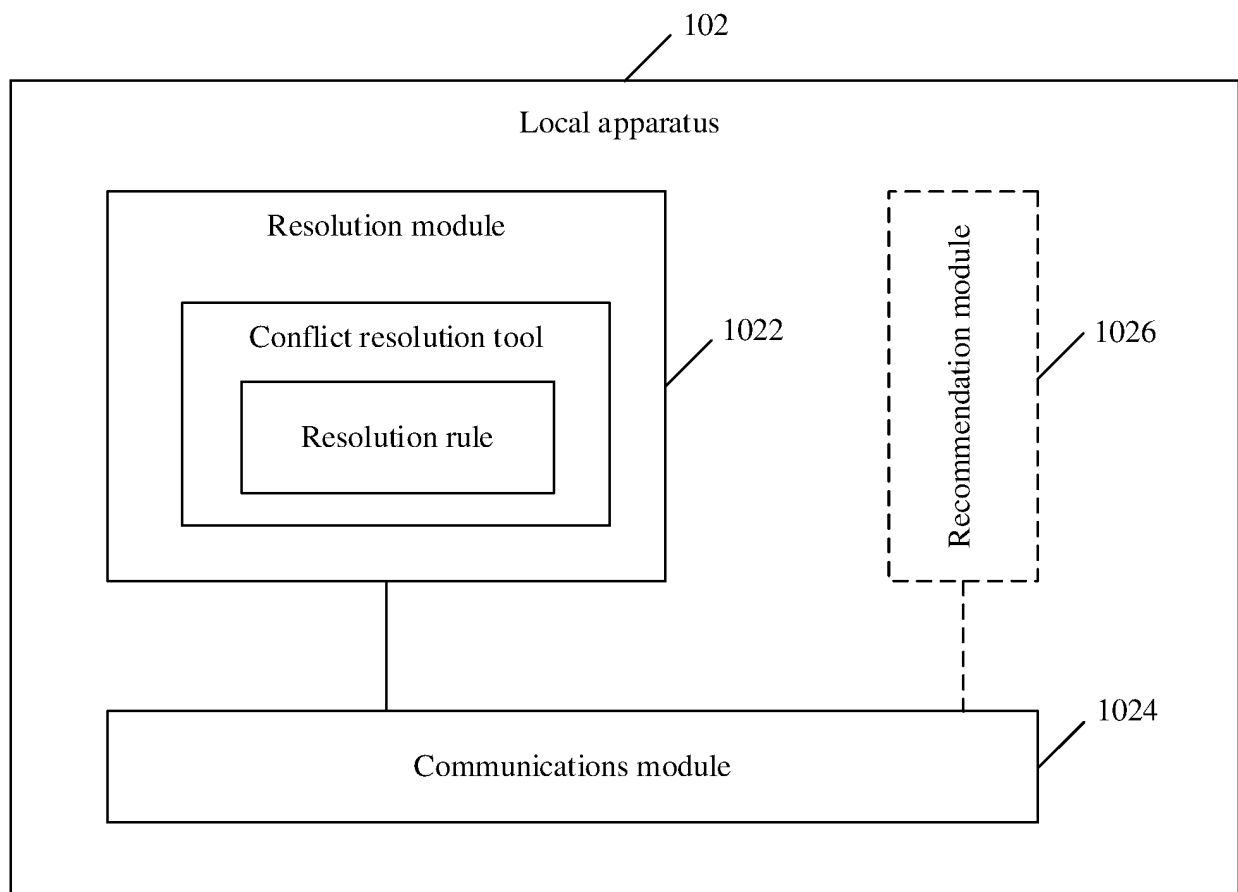 102
Local apparatus
Resolution module
Conflict resolution tool
Resolution rule
1022
Recommendation module
1026
Communications module
1024